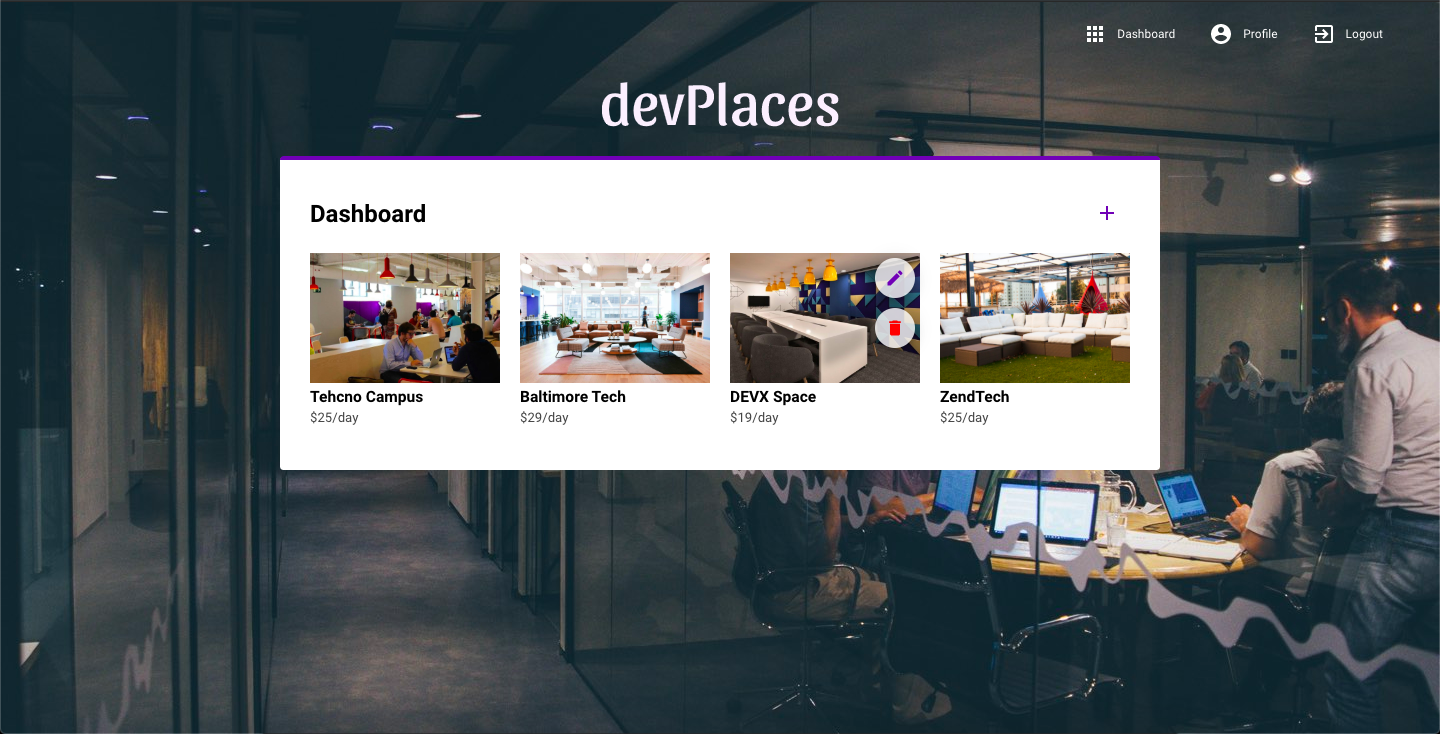 Dashboard
Profile
Logout
devPlaces
Dashboard
Tehcno Campus
Baltimore Tech
DEVX Space
ZendTech
$25/day
$29/day
$19/day
$25/day